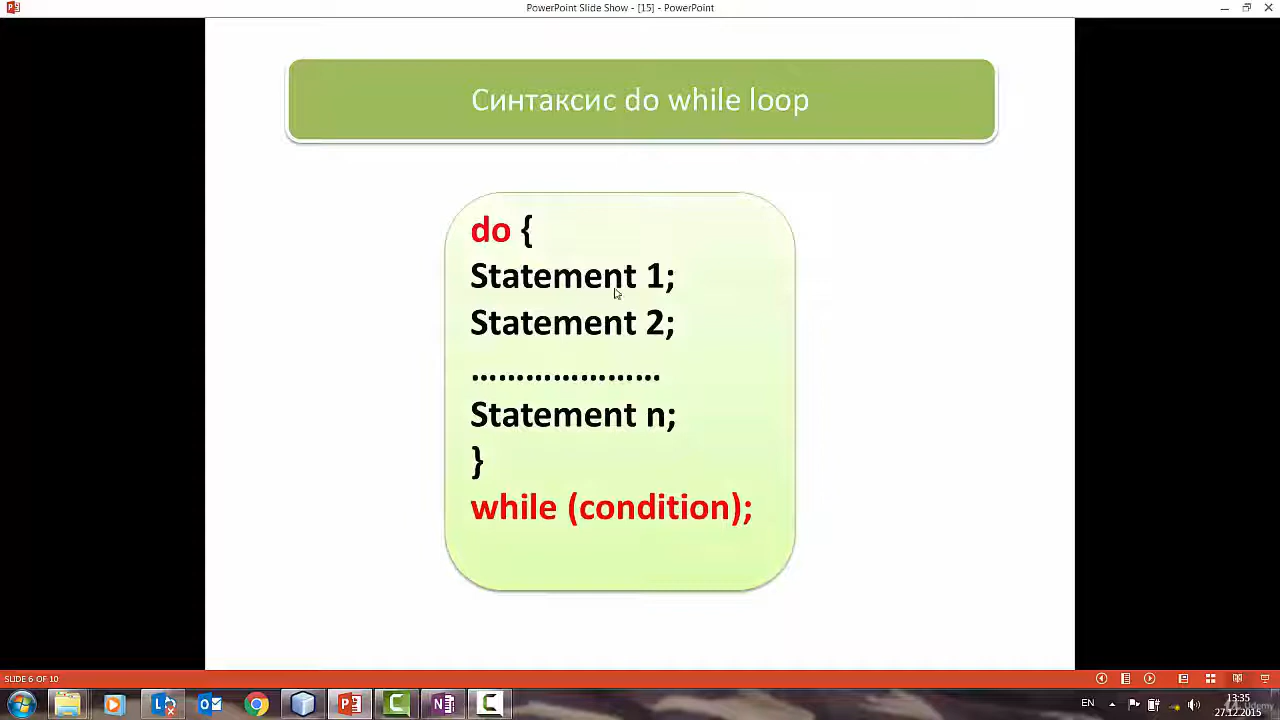 PowerPoint Slide Show - [15] - PowerPoint
Синтаксис do while loop
do {
Statement 1;
Statement 2;
.....................
Statement n;
}
while (condition);
SLIDE 6 OF 10
EN
13:35
27.12.2015